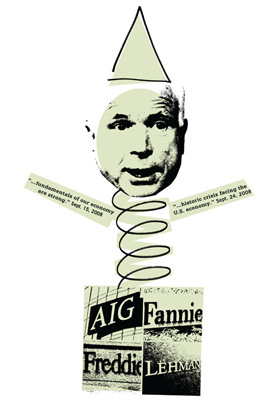 "...fundamentals of our economy
are strong." Sept. 15, 2008
"...historic crisis facing the
U.S. economy." Sept. 24, 2008
AIG
Fannie
Freddie
LEHMAN